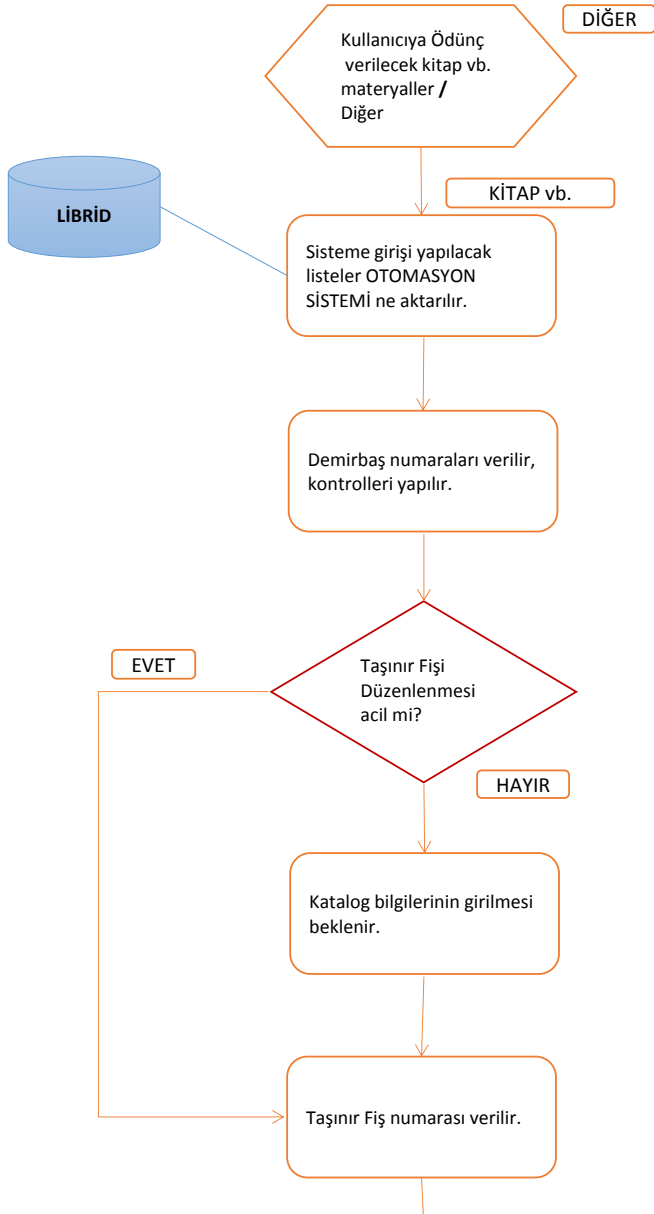 DİĞER
Kullanıcıya Ödünç
verilecek kitap vb.
materyaller /
Diğer
KİTAP vb.
LİBRİD
Sisteme girişi yapılacak
listeler OTOMASYON
SİSTEMİ ne aktarılır.
Demirbaş numaraları verilir,
kontrolleri yapılır.
EVET
Taşınır Fişi
Düzenlenmesi
acil mi?
HAYIR
Katalog bilgilerinin girilmesi
beklenir.
Taşınır Fiş numarası verilir.